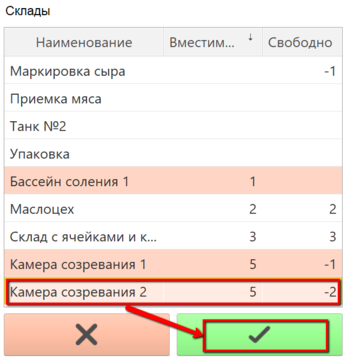 Склады
Наименование Вместим... ↓ Свободно
Маркировка сыра -1
Приемка мяса
Танк №2
Упаковка
Бассейн соления 1 1
Маслоцех 2 2
Склад с ячейками и к... 3 3
Камера созревания 1 5 -1
Камера созревания 2 5 -2